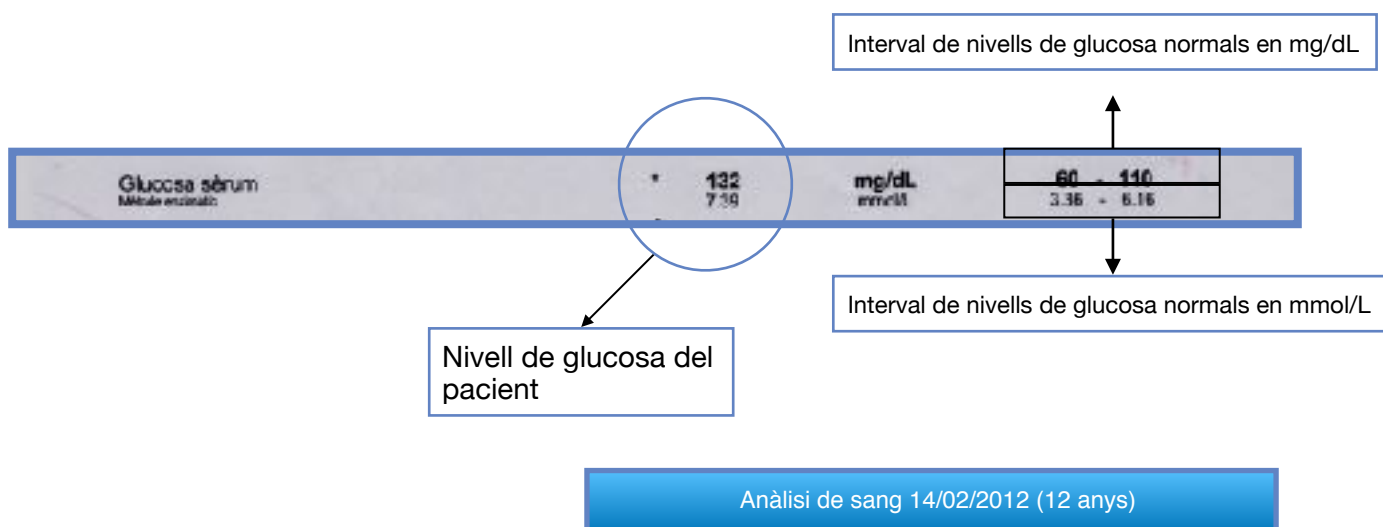 Interval de nivells de glucosa normals en mg/dL
Glucosa sèrum * 132 mg/dL 60 - 110
7.39 mmol/l 3.36 - 6.16
Interval de nivells de glucosa normals en mmol/L
Nivell de glucosa del
pacient
Anàlisi de sang 14/02/2012 (12 anys)